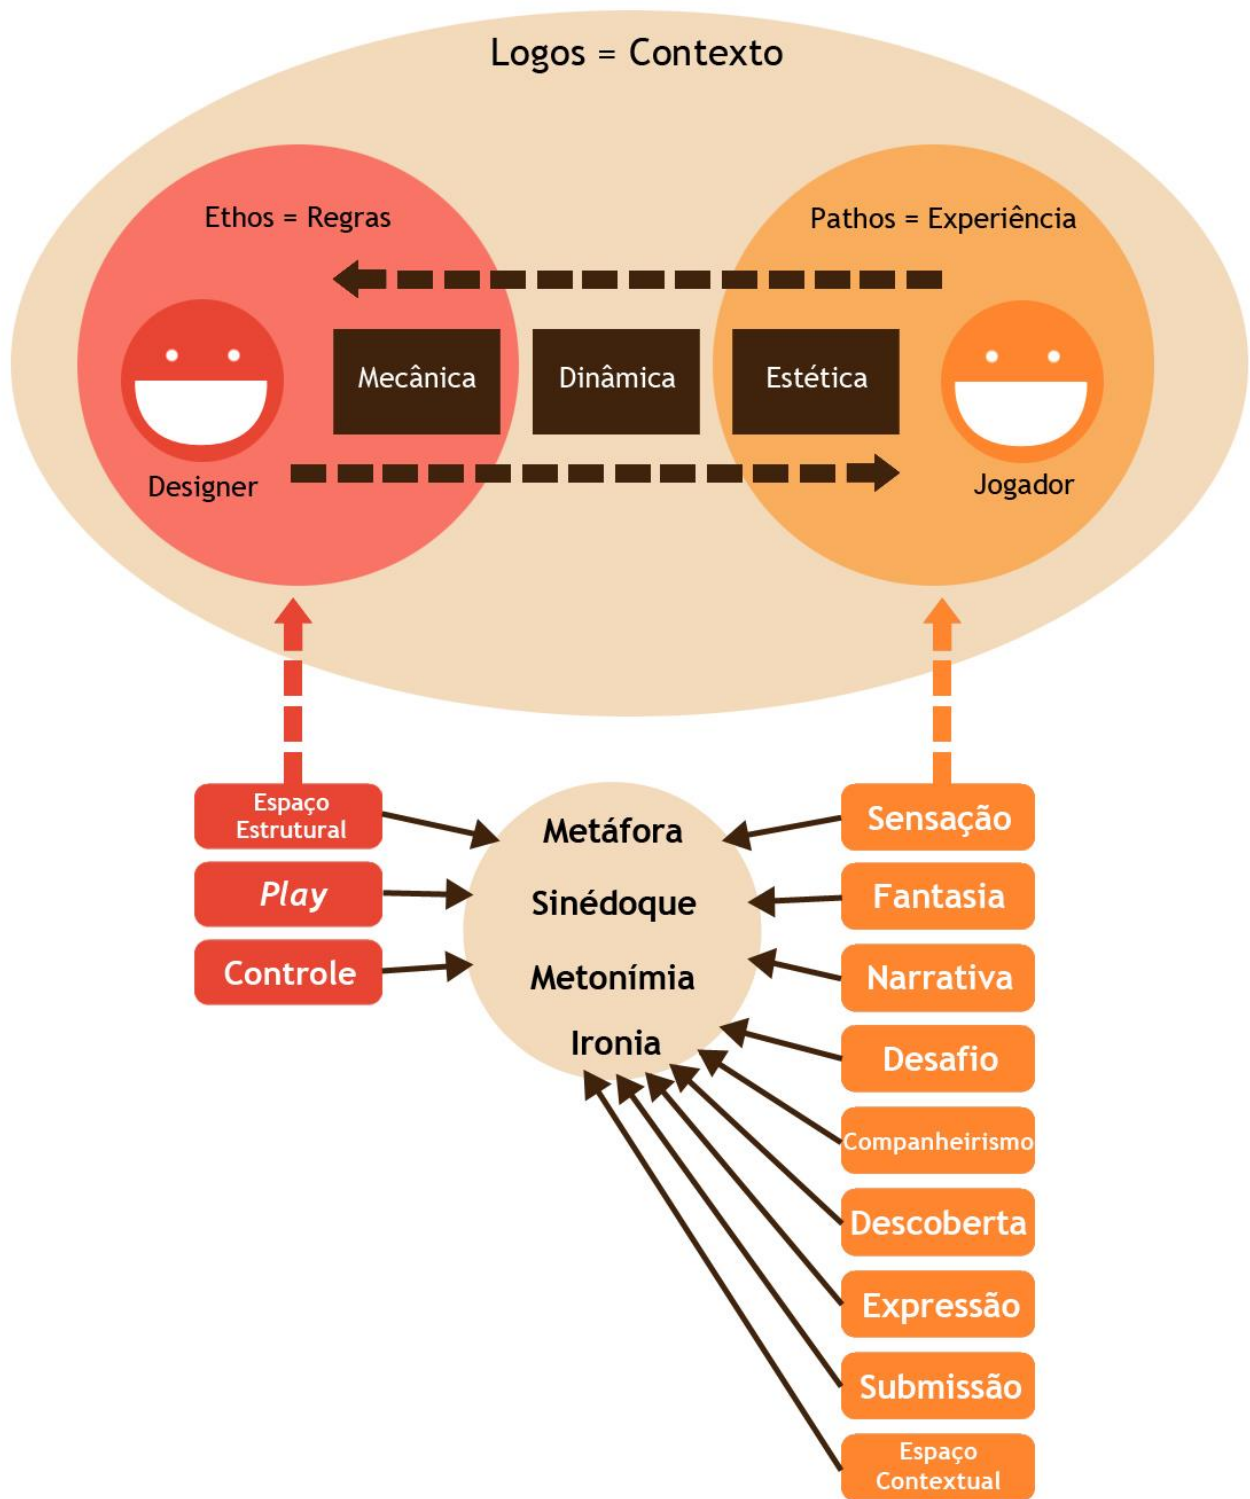 Logos = Contexto
Ethos = Regras
Pathos = Experiência
Mecânica
Dinâmica
Estética
Designer
Jogador
Espaço
Estrutural
Play
Controle
Metáfora
Sinédoque
Metonímia
Ironia
Sensação
Fantasia
Narrativa
Desafio
Companheirismo
Descoberta
Expressão
Submissão
Espaço
Contextual